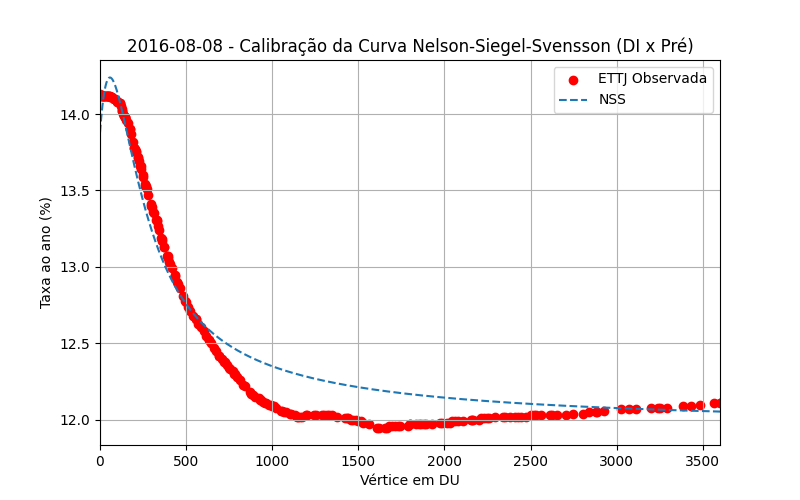 2016-08-08 - Calibração da Curva Nelson-Siegel-Svensson (DI x Pré)
ETTJ Observada
NSS
Taxa ao ano (%)
14.0
13.5
13.0
12.5
12.0
0 500 1000 1500 2000 2500 3000 3500
Vértice em DU